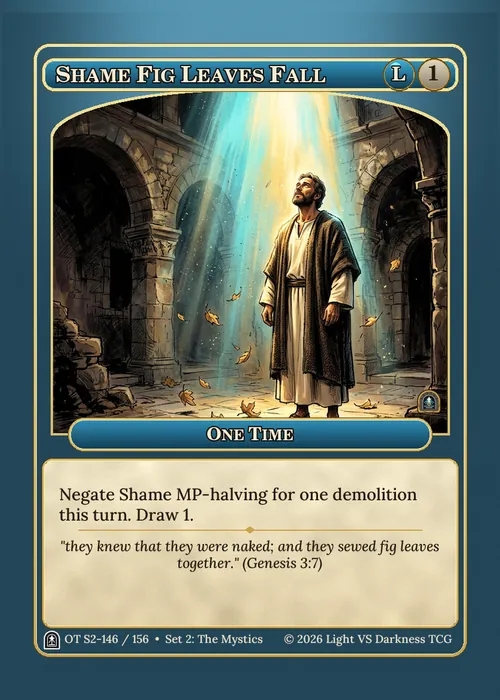 SHAME FIG LEAVES FALL L 1
ONE TIME
Negate Shame MP-halving for one demolition
this turn. Draw 1.
"they knew that they were naked; and they sewed fig leaves
together." (Genesis 3:7)
OT S2-146 / 156 • Set 2: The Mystics © 2026 Light VS Darkness TCG